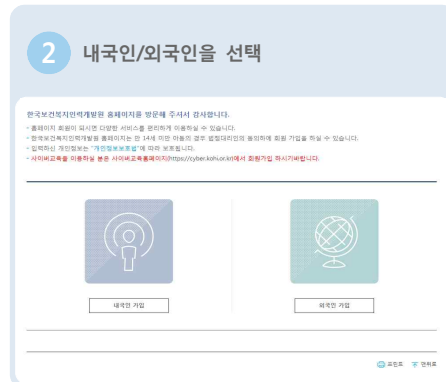 2 내국인/외국인을 선택
한국보건복지인력개발원 홈페이지를 방문해 주셔서 감사합니다.
- 홈페이지 회원이 되시면 다양한 서비스를 편리하게 이용하실 수 있습니다.
- 한국보건복지인력개발원 홈페이지는 만 14세 미만 아동의 경우 법정대리인의 동의하에 회원 가입을 하실 수 있습니다.
- 입력하신 개인정보는 "개인정보보호법"에 따라 보호됩니다.
- 사이버교육을 이용하실 분은 사이버교육홈페이지(https://cyber.kohi.or.kr)에서 회원가입 하시기바랍니다.
내국인 가입
외국인 가입
프린트 맨위로